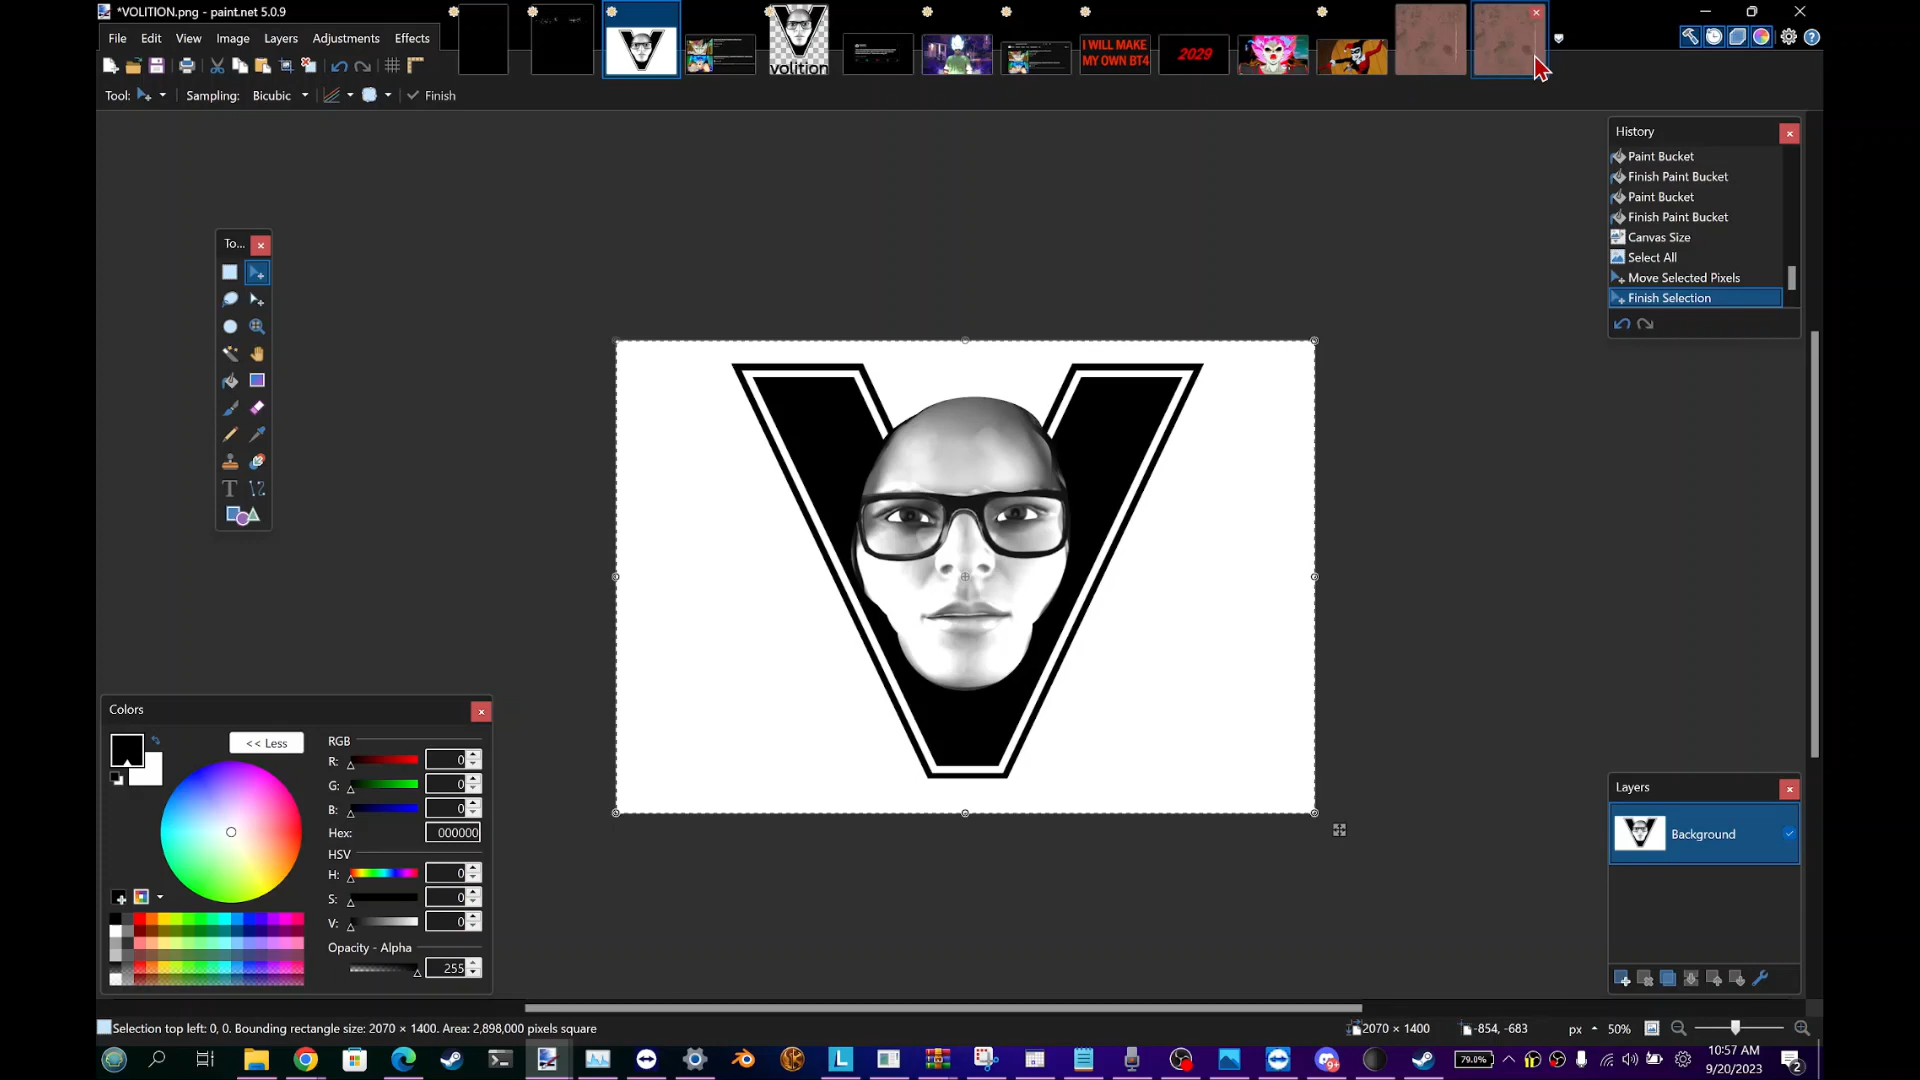 *VOLITION.png - paint.net 5.0.9
File Edit View Image Layers Adjustments Effects
volition
I WILL MAKE
MY OWN BT4
2029
Tool: Sampling: Bicubic Finish
To...
History
Paint Bucket
Finish Paint Bucket
Paint Bucket
Finish Paint Bucket
Canvas Size
Select All
Move Selected Pixels
Finish Selection
Colors
<< Less
RGB
R: 0
G: 0
B: 0
Hex: 000000
HSV
H: 0
S: 0
V: 0
Opacity - Alpha
255
Layers
Background
Selection top left: 0, 0. Bounding rectangle size: 2070 × 1400. Area: 2,898,000 pixels square
2070 × 1400 -854, -683 px 50%
79.0% 10:57 AM
9/20/2023
2